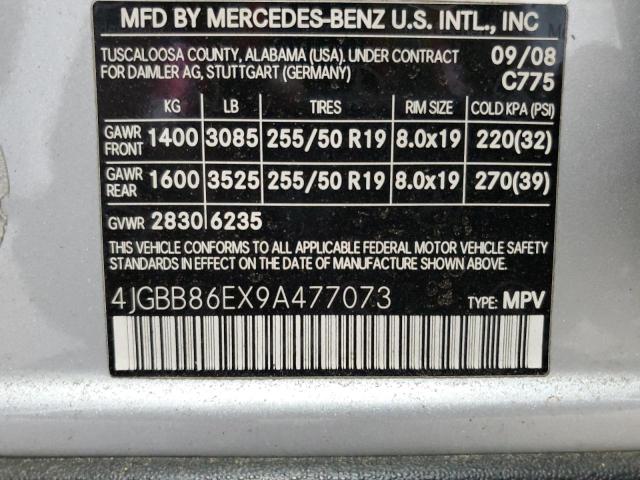 MFD BY MERCEDES-BENZ U.S. INTL., INC
TUSCALOOSA COUNTY, ALABAMA (USA). UNDER CONTRACT 09/08
FOR DAIMLER AG, STUTTGART (GERMANY) C775
KG LB TIRES RIM SIZE COLD KPA (PSI)
GAWR FRONT 1400 3085 255/50 R19 8.0x19 220(32)
GAWR REAR 1600 3525 255/50 R19 8.0x19 270(39)
GVWR 2830 6235
THIS VEHICLE CONFORMS TO ALL APPLICABLE FEDERAL MOTOR VEHICLE SAFETY
STANDARDS IN EFFECT ON THE DATE OF MANUFACTURE SHOWN ABOVE.
4JGBB86EX9A477073 TYPE: MPV